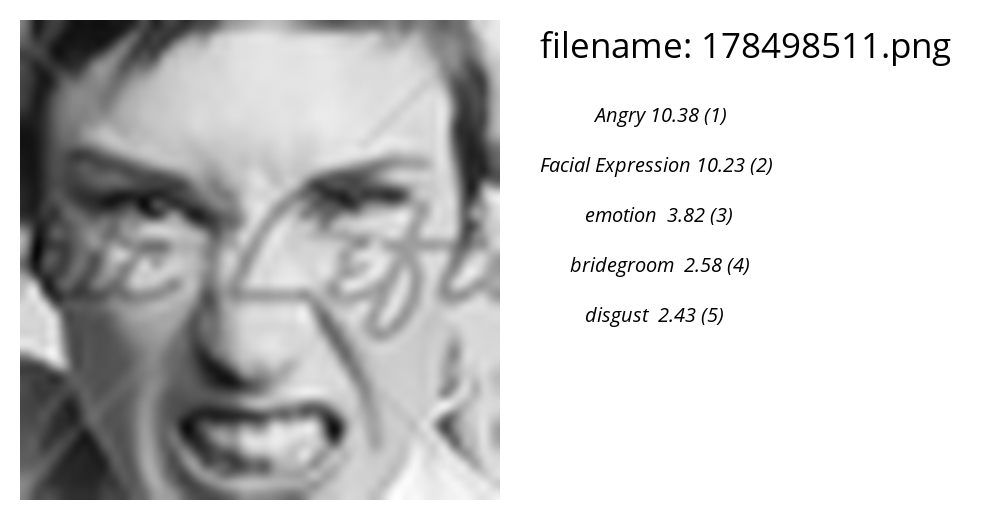 filename: 178498511.png
Angry 10.38 (1)
Facial Expression 10.23 (2)
emotion 3.82 (3)
bridegroom 2.58 (4)
disgust 2.43 (5)